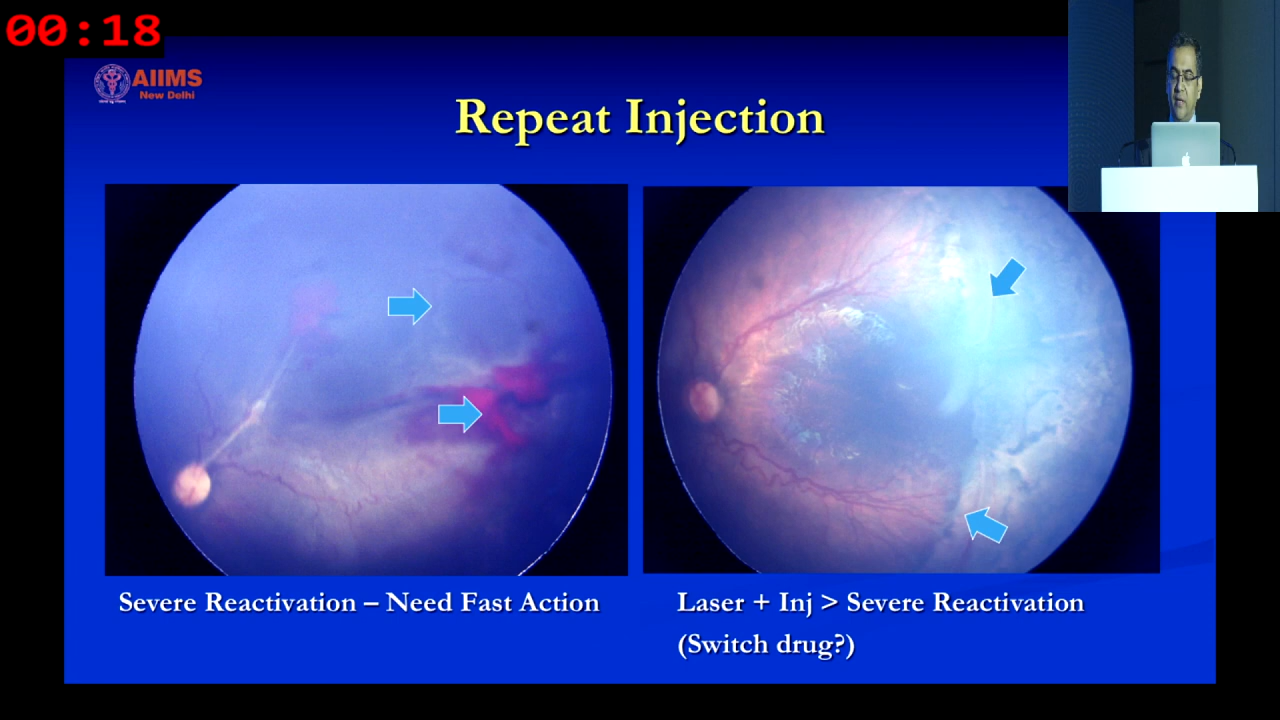 00:18
AIIMS
New Delhi
Repeat Injection
Severe Reactivation – Need Fast Action
Laser + Inj > Severe Reactivation
(Switch drug?)